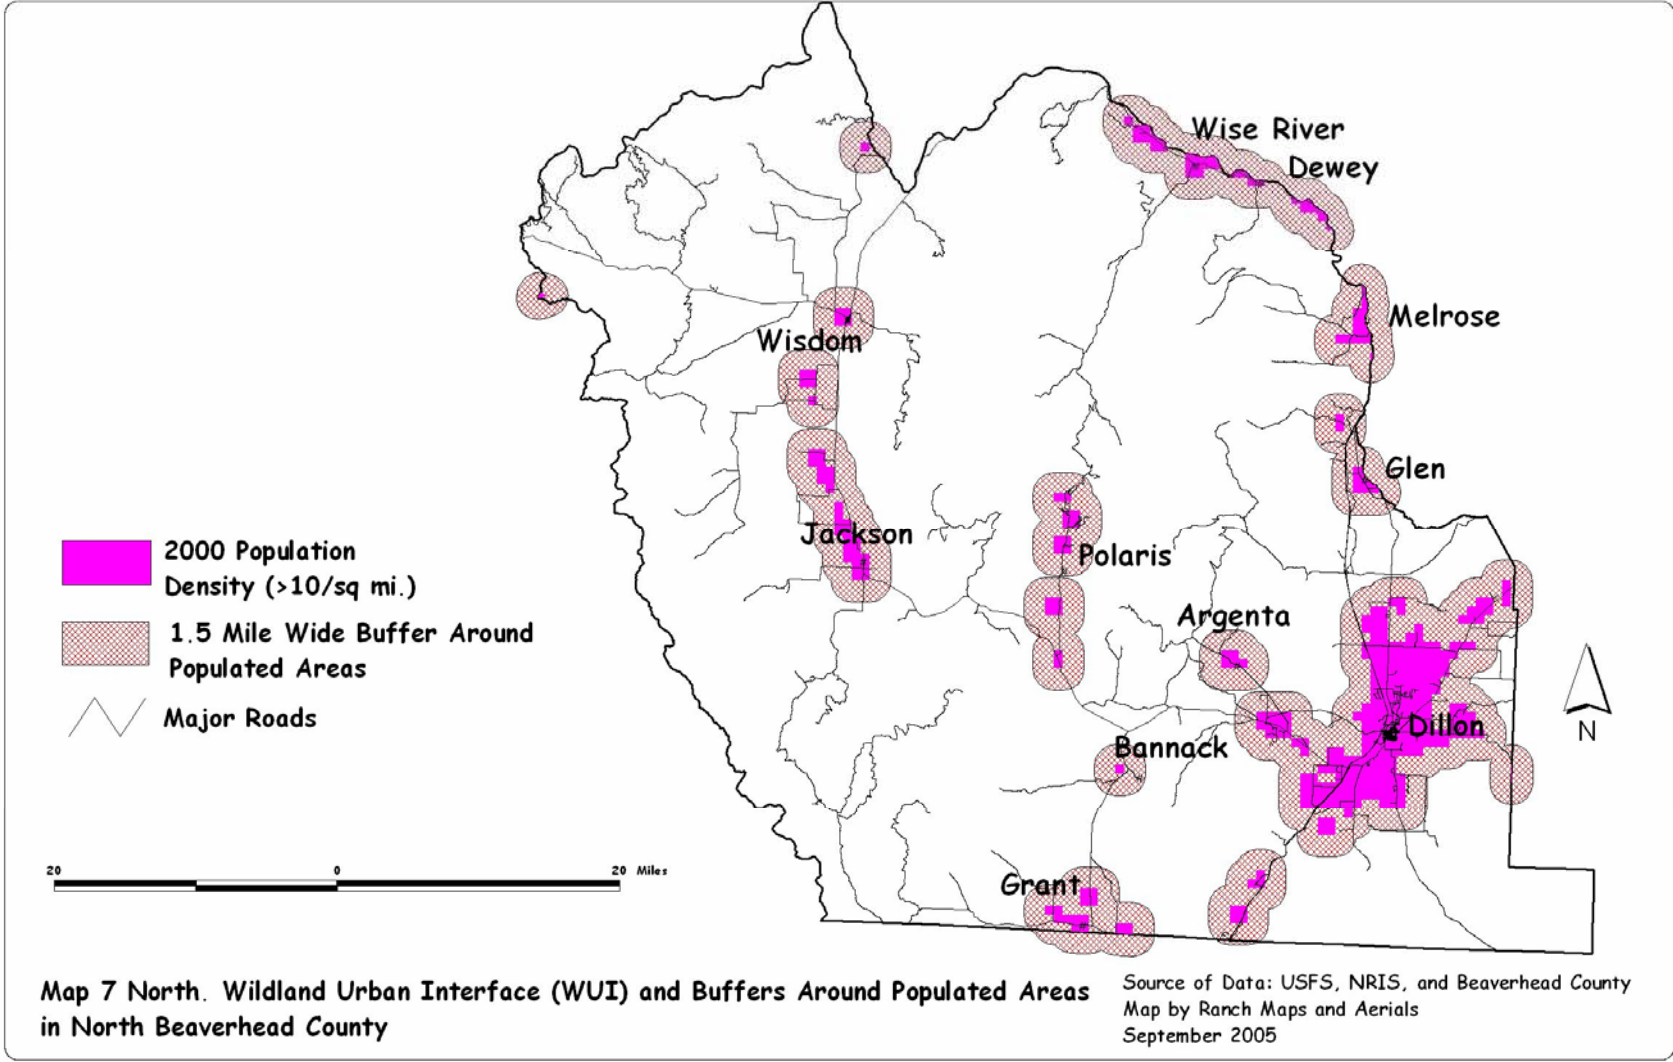 Wise River
Dewey
Melrose
Wisdom
Glen
Jackson
Polaris
Argenta
Dillon
Bannack
Grant
2000 Population
Density (>10/sq mi.)
1.5 Mile Wide Buffer Around
Populated Areas
Major Roads
N
20 0 20 Miles
Map 7 North. Wildland Urban Interface (WUI) and Buffers Around Populated Areas
in North Beaverhead County
Source of Data: USFS, NRIS, and Beaverhead County
Map by Ranch Maps and Aerials
September 2005